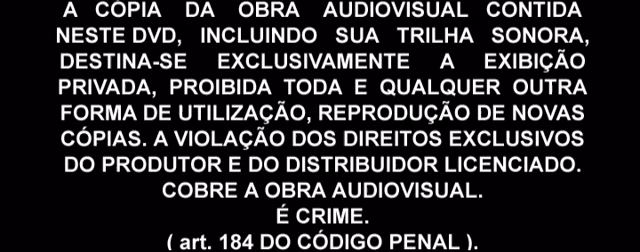 A CÓPIA DA OBRA AUDIOVISUAL CONTIDA
NESTE DVD, INCLUINDO SUA TRILHA SONORA,
DESTINA-SE EXCLUSIVAMENTE A EXIBIÇÃO
PRIVADA, PROIBIDA TODA E QUALQUER OUTRA
FORMA DE UTILIZAÇÃO, REPRODUÇÃO DE NOVAS
CÓPIAS. A VIOLAÇÃO DOS DIREITOS EXCLUSIVOS
DO PRODUTOR E DO DISTRIBUIDOR LICENCIADO.
COBRE A OBRA AUDIOVISUAL.
É CRIME.
( art. 184 DO CÓDIGO PENAL ).